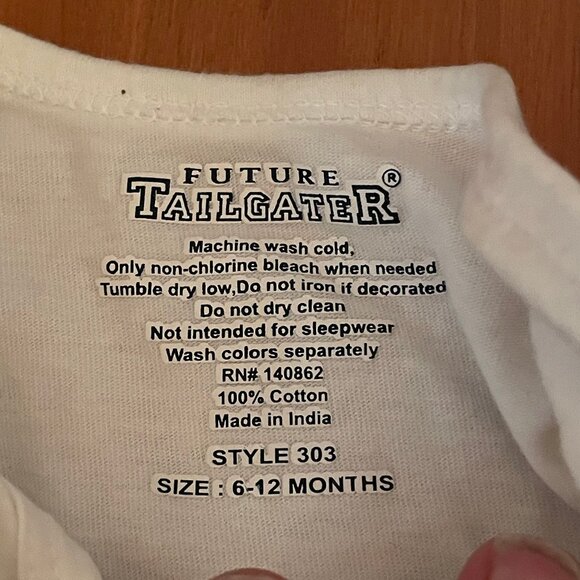 FUTURE
TAILGATER®
Machine wash cold,
Only non-chlorine bleach when needed
Tumble dry low,Do not iron if decorated
Do not dry clean
Not intended for sleepwear
Wash colors separately
RN# 140862
100% Cotton
Made in India
STYLE 303
SIZE : 6-12 MONTHS